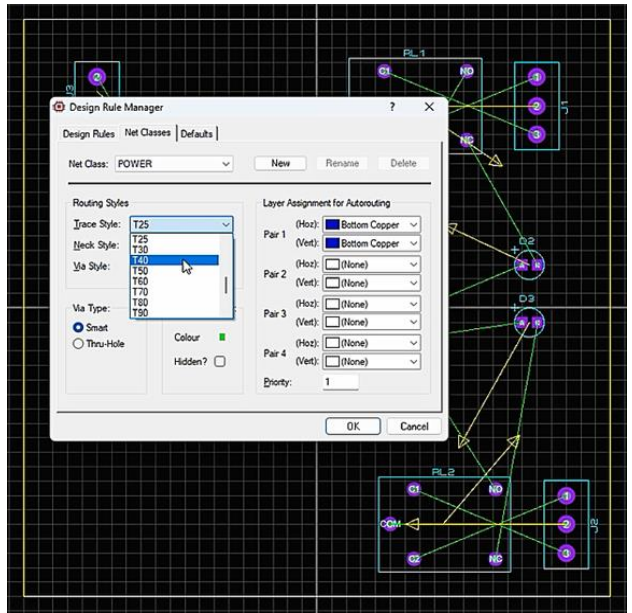 RL1
C1 NO
2
J3
1
2
3
J1
NC
Design Rule Manager ? ×
Design Rules Net Classes Defaults
Net Class: POWER New Rename Delete
Routing Styles
Trace Style: T25
T25
T30
T40
T50
T60
T70
T80
T90
Neck Style:
Via Style:
Via Type:
Smart
Thru-Hole
Colour
Hidden?
Layer Assignment for Autorouting
Pair 1 (Hoz): Bottom Copper
(Vert): Bottom Copper
Pair 2 (Hoz): (None)
(Vert): (None)
Pair 3 (Hoz): (None)
(Vert): (None)
Pair 4 (Hoz): (None)
(Vert): (None)
Priority: 1
OK Cancel
+ D2
A K
+ D3
A K
RL2
C1 NO
COM
C2 NC
1
2
3
J2